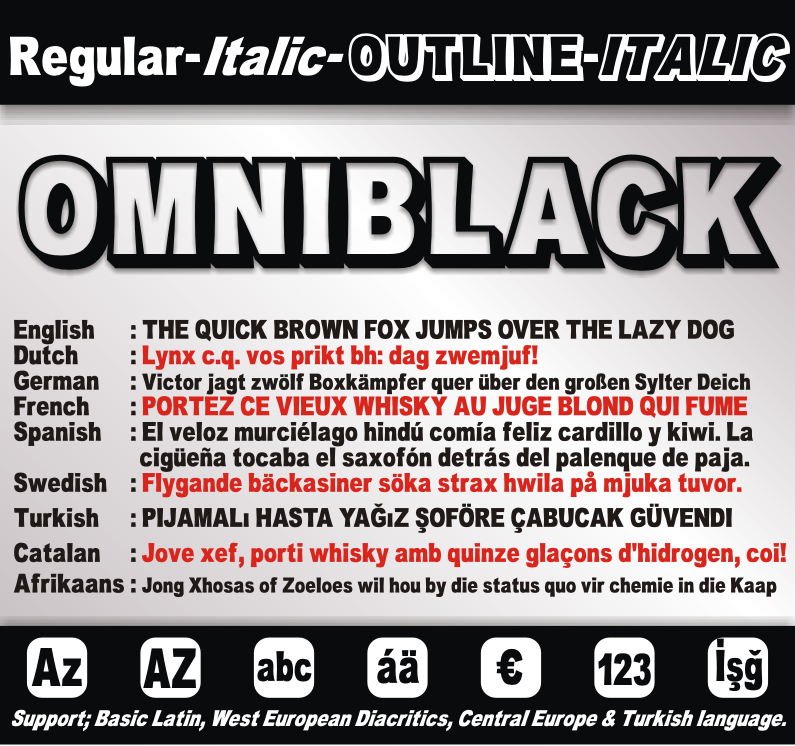 Regular-Italic-OUTLINE-ITALIC
OMNIBLACK
English : THE QUICK BROWN FOX JUMPS OVER THE LAZY DOG
Dutch : Lynx c.q. vos prikt bh: dag zwemjuf!
German : Victor jagt zwölf Boxkämpfer quer über den großen Sylter Deich
French : PORTEZ CE VIEUX WHISKY AU JUGE BLOND QUI FUME
Spanish : El veloz murciélago hindú comía feliz cardillo y kiwi. La
cigüeña tocaba el saxofón detrás del palenque de paja.
Swedish : Flygande bäckasiner söka strax hwila på mjuka tuvor.
Turkish : PIJAMALı HASTA YAĞıZ ŞOFÖRE ÇABUCAK GÜVENDI
Catalan : Jove xef, porti whisky amb quinze glaçons d'hidrogen, coi!
Afrikaans : Jong Xhosas of Zoeloes wil hou by die status quo vir chemie in die Kaap
Az AZ abc áä € 123 İşğ
Support; Basic Latin, West European Diacritics, Central Europe & Turkish language.